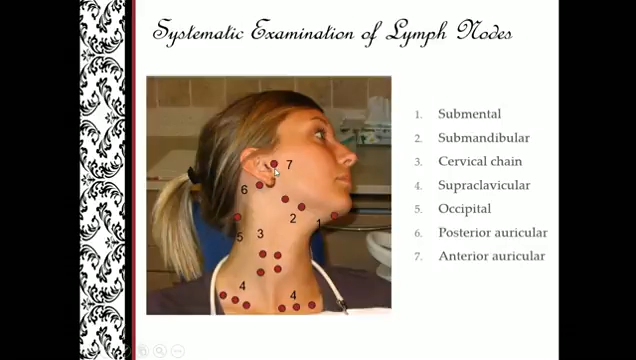 Systematic Examination of Lymph Nodes
7
6
2
1
5
3
4
4
1. Submental
2. Submandibular
3. Cervical chain
4. Supraclavicular
5. Occipital
6. Posterior auricular
7. Anterior auricular